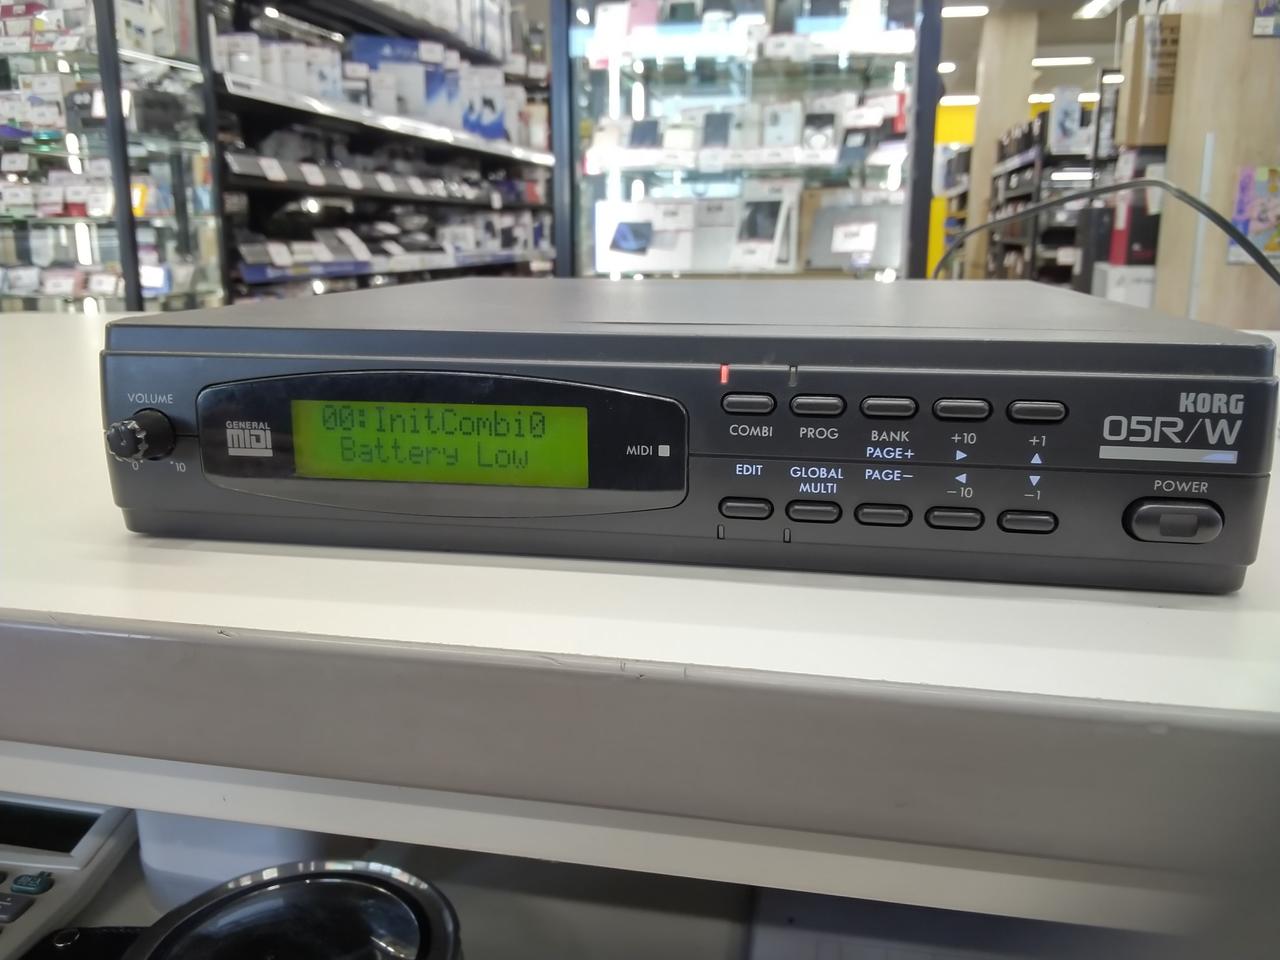 VOLUME
0
10
GENERAL
MIDI
00:InitCombi0
Battery Low
MIDI
COMBI
PROG
BANK
PAGE+
+10
+1
EDIT
GLOBAL
MULTI
PAGE−
−10
−1
KORG
05R/W
POWER